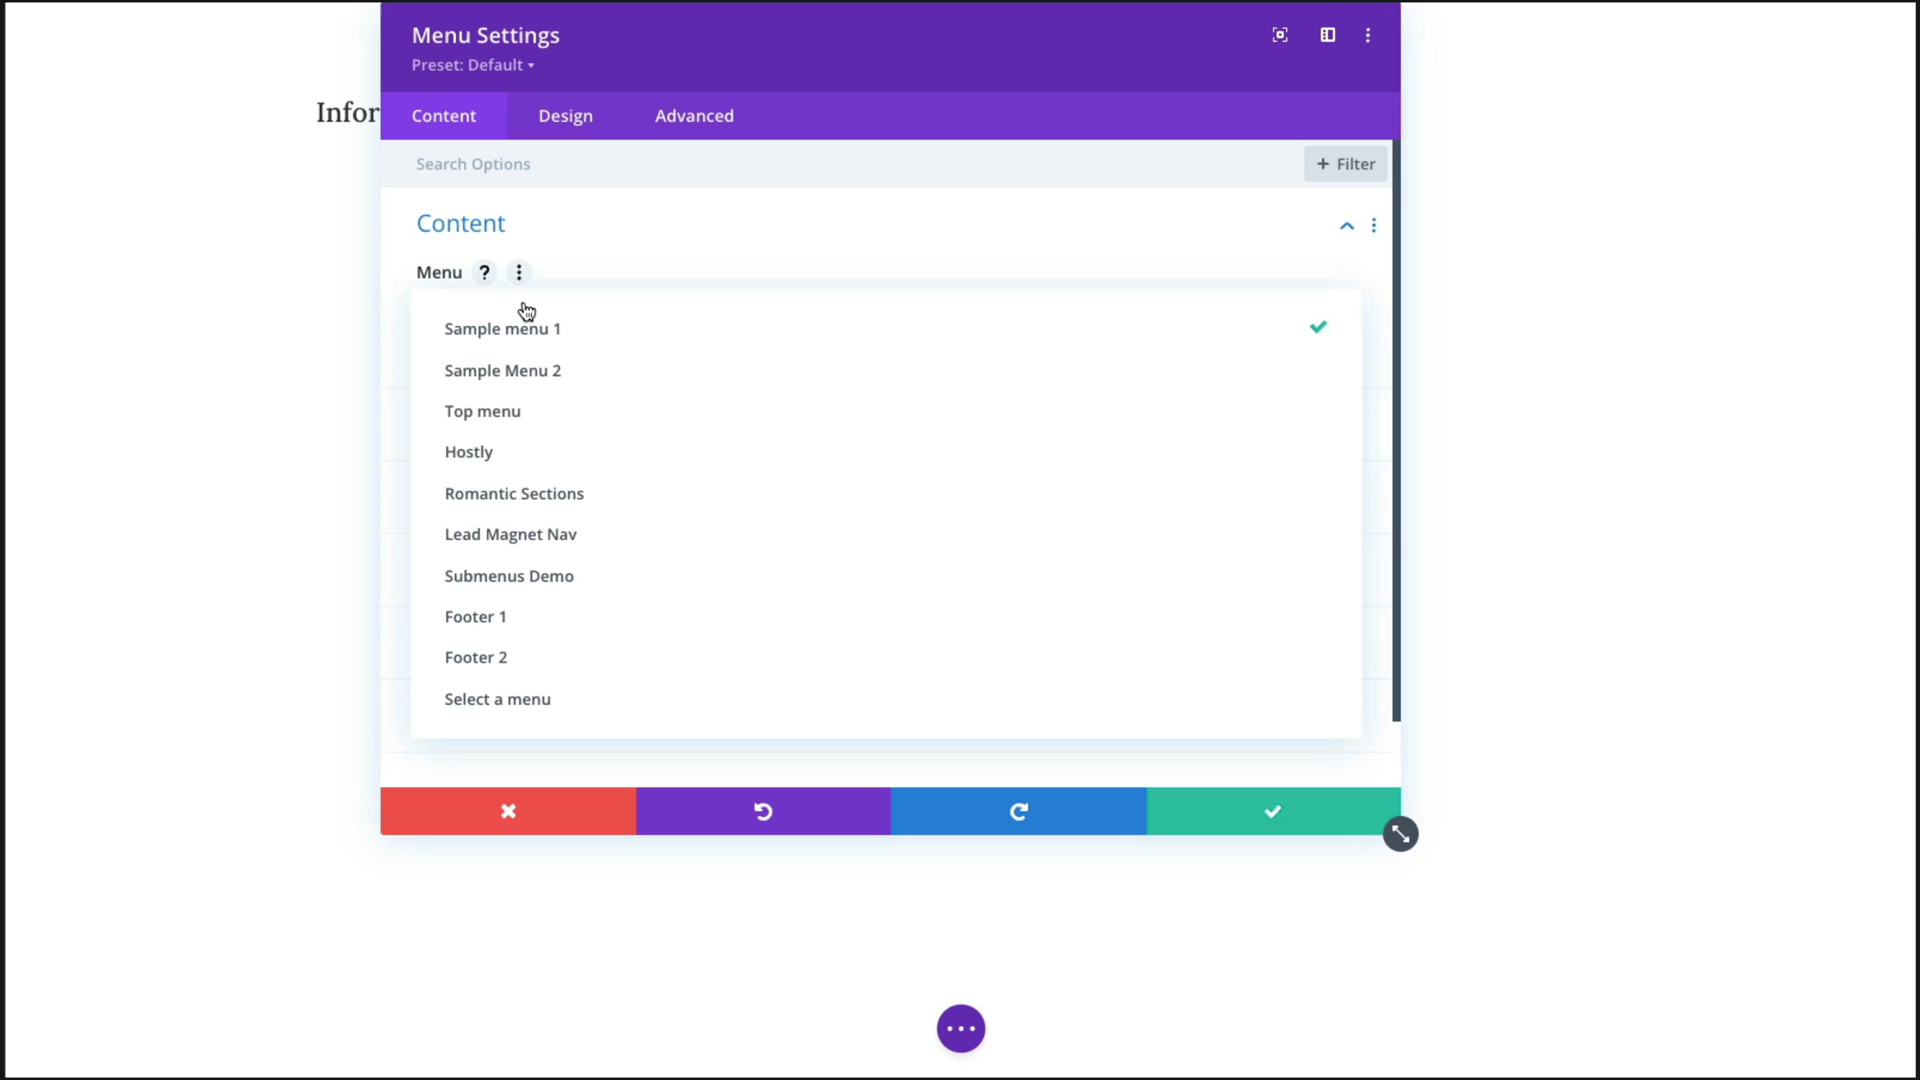 Menu Settings
Preset: Default
Infor
Content
Design
Advanced
Search Options
+ Filter
Content
Menu ?
Sample menu 1
Sample Menu 2
Top menu
Hostly
Romantic Sections
Lead Magnet Nav
Submenus Demo
Footer 1
Footer 2
Select a menu